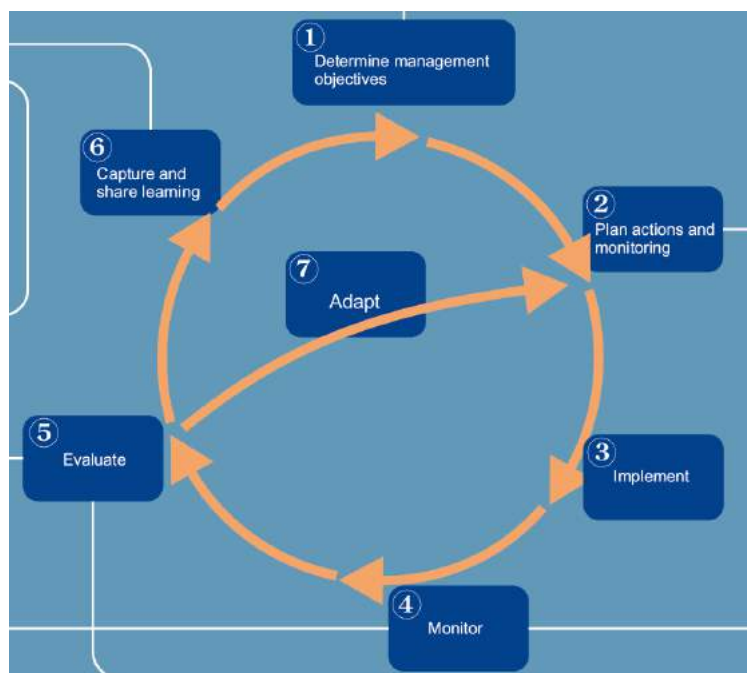 1
Determine management
objectives
2
Plan actions and
monitoring
3
Implement
4
Monitor
5
Evaluate
6
Capture and
share learning
7
Adapt